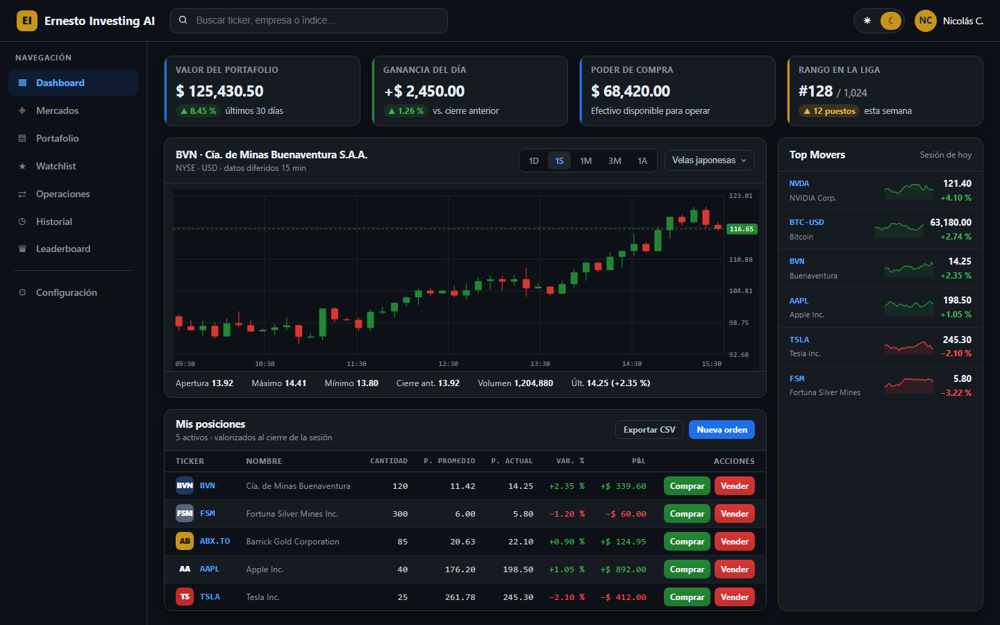 EI Ernesto Investing AI
Buscar ticker, empresa o índice...
NC Nicolás C.
NAVEGACIÓN
Dashboard
Mercados
Portafolio
Watchlist
Operaciones
Historial
Leaderboard
Configuración
VALOR DEL PORTAFOLIO
$ 125,430.50
▲ 8.45 % últimos 30 días
GANANCIA DEL DÍA
+$ 2,450.00
▲ 1.26 % vs. cierre anterior
PODER DE COMPRA
$ 68,420.00
Efectivo disponible para operar
RANGO EN LA LIGA
#128 / 1,024
▲ 12 puestos esta semana
BVN · Cía. de Minas Buenaventura S.A.A.
NYSE · USD · datos diferidos 15 min
1D 1S 1M 3M 1A
Velas japonesas
123.01
116.65
110.88
104.81
98.75
92.68
09:30 10:30 11:30 12:30 13:30 14:30 15:30
Apertura 13.92 Máximo 14.41 Mínimo 13.80 Cierre ant. 13.92 Volumen 1,204,880 Últ. 14.25 (+2.35 %)
Top Movers Sesión de hoy
NVDA 121.40
NVIDIA Corp. +4.10 %
BTC-USD 63,180.00
Bitcoin +2.74 %
BVN 14.25
Buenaventura +2.35 %
AAPL 198.50
Apple Inc. +1.05 %
TSLA 245.30
Tesla Inc. −2.10 %
FSM 5.80
Fortuna Silver Mines −3.22 %
Mis posiciones
5 activos · valorizados al cierre de la sesión
Exportar CSV Nueva orden
TICKER NOMBRE CANTIDAD P. PROMEDIO P. ACTUAL VAR. % P&L ACCIONES
BVN BVN Cía. de Minas Buenaventura 120 11.42 14.25 +2.35 % +$ 339.60 Comprar Vender
FSM FSM Fortuna Silver Mines Inc. 300 6.00 5.80 −1.20 % −$ 60.00 Comprar Vender
AB ABX.TO Barrick Gold Corporation 85 20.63 22.10 +0.90 % +$ 124.95 Comprar Vender
AA AAPL Apple Inc. 40 176.20 198.50 +1.05 % +$ 892.00 Comprar Vender
TS TSLA Tesla Inc. 25 261.78 245.30 −2.10 % −$ 412.00 Comprar Vender